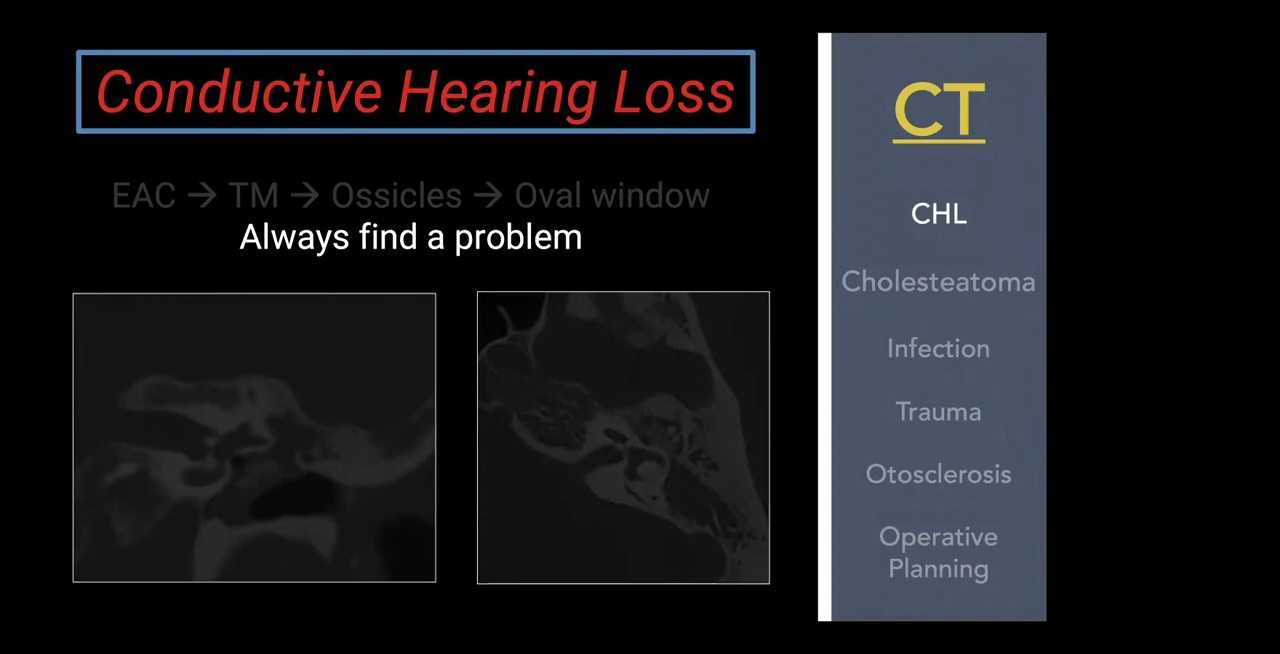 Conductive Hearing Loss
EAC → TM → Ossicles → Oval window
Always find a problem
CT
CHL
Cholesteatoma
Infection
Trauma
Otosclerosis
Operative
Planning